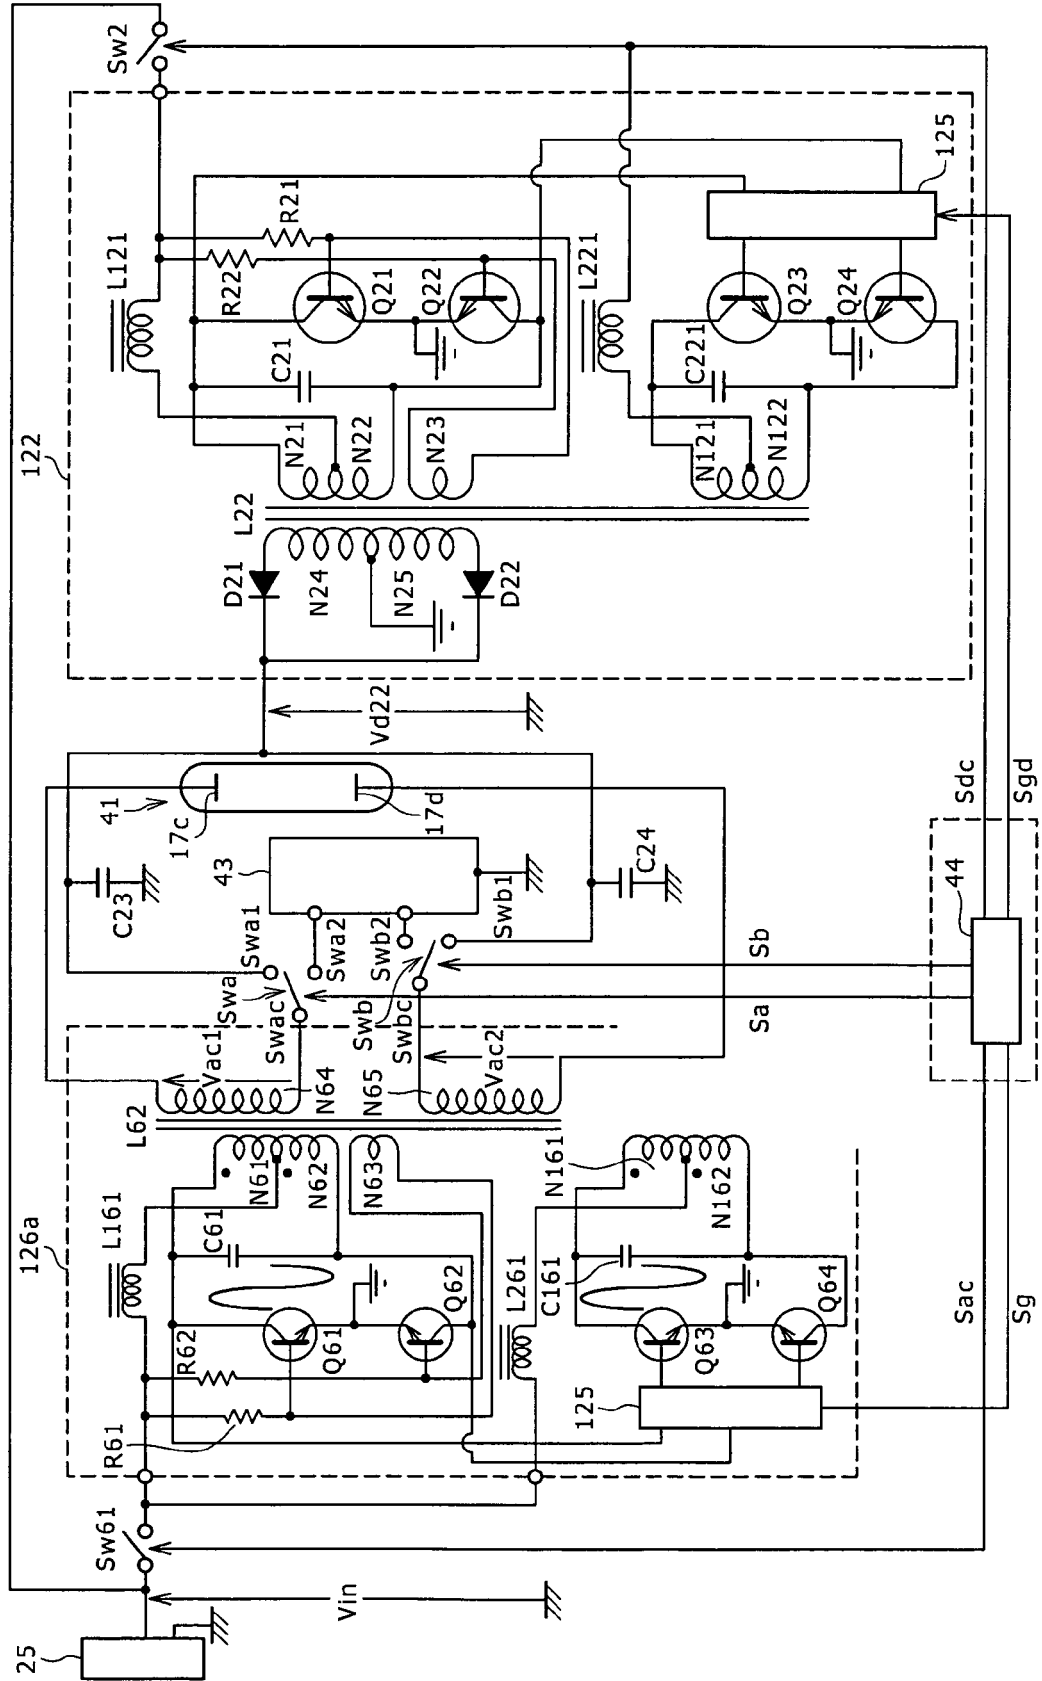 25
Vin
Sw61
126a
R61
R62
L161
C61
Q61
Q62
N61
N62
N63
L62
L261
C161
Q63
Q64
125
N161
N162
Sac
Sg
Vac1
N64
N65
Vac2
Swac
Swa
Swa1
Swa2
Swb
Swbc
Swb2
Swb1
Sa
Sb
44
C23
C24
43
41
17c
17d
Vd22
Sdc
Sgd
122
D21
D22
N24
N25
L22
N21
N22
N23
N121
N122
C21
C221
L121
L221
R22
R21
Q21
Q22
Q23
Q24
125
Sw2